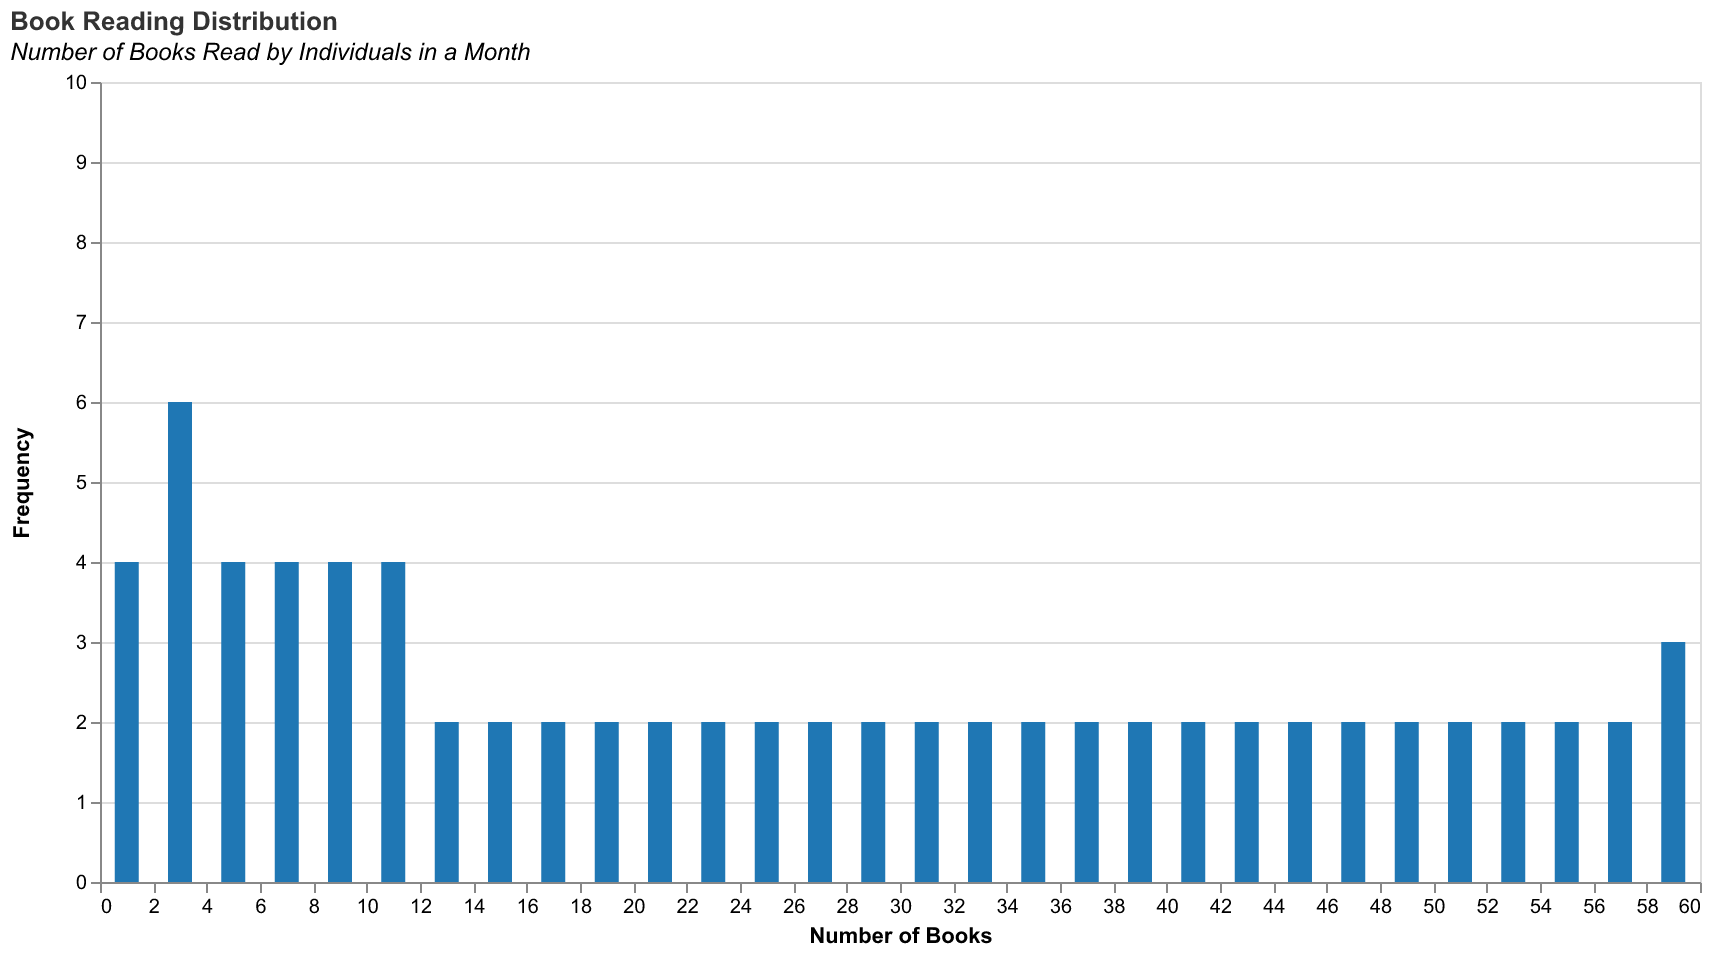 Book Reading Distribution
Number of Books Read by Individuals in a Month
10
9
8
7
6
5
4
3
2
1
0
Frequency
0 2 4 6 8 10 12 14 16 18 20 22 24 26 28 30 32 34 36 38 40 42 44 46 48 50 52 54 56 58 60
Number of Books